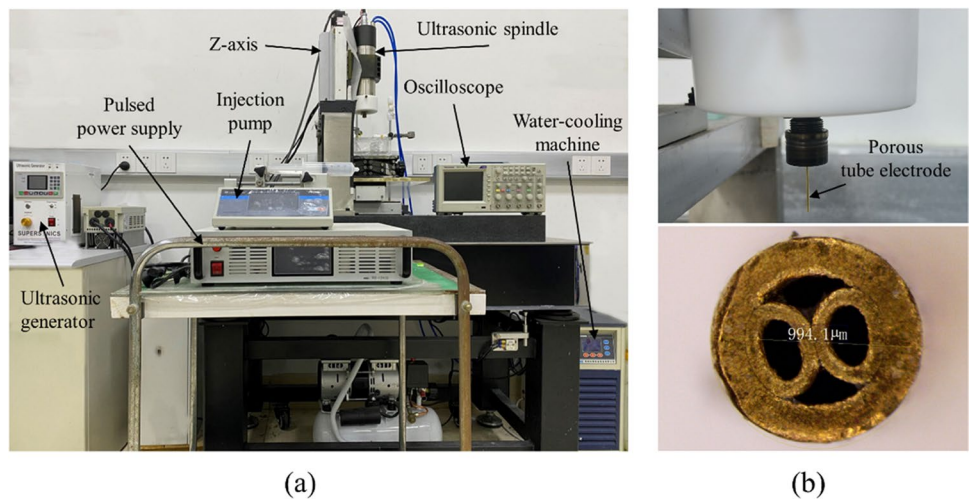 Z-axis
Ultrasonic spindle
Pulsed
power supply
Injection
pump
Oscilloscope
Water-cooling
machine
SUPERSONICS
Ultrasonic
generator
Porous
tube electrode
994.1μm
(a)
(b)